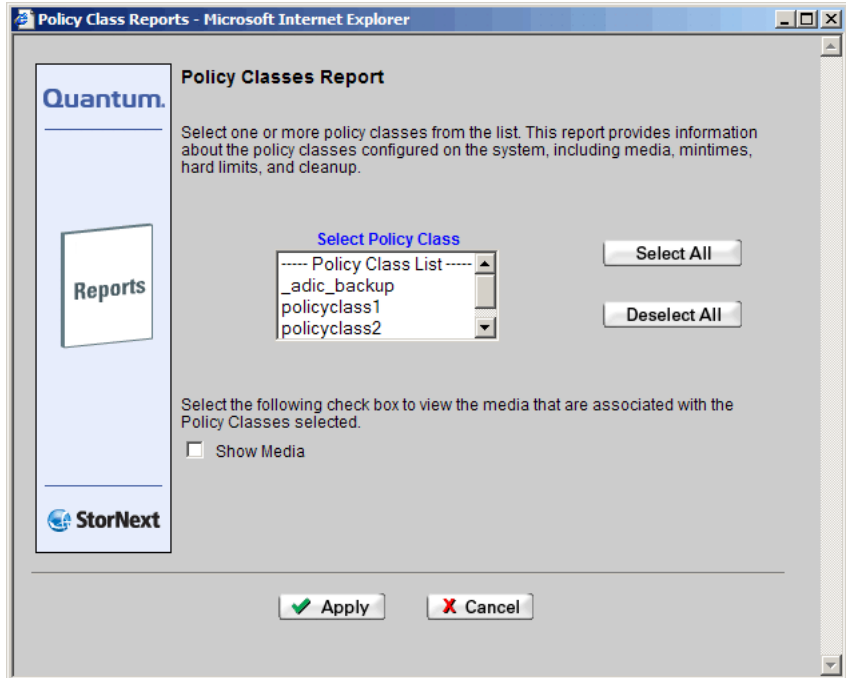 Policy Class Reports - Microsoft Internet Explorer
Quantum.
Policy Classes Report
Select one or more policy classes from the list. This report provides information
about the policy classes configured on the system, including media, mintimes,
hard limits, and cleanup.
Reports
Select Policy Class
----- Policy Class List -----
_adic_backup
policyclass1
policyclass2
Select All
Deselect All
Select the following check box to view the media that are associated with the
Policy Classes selected.
Show Media
StorNext
Apply
Cancel